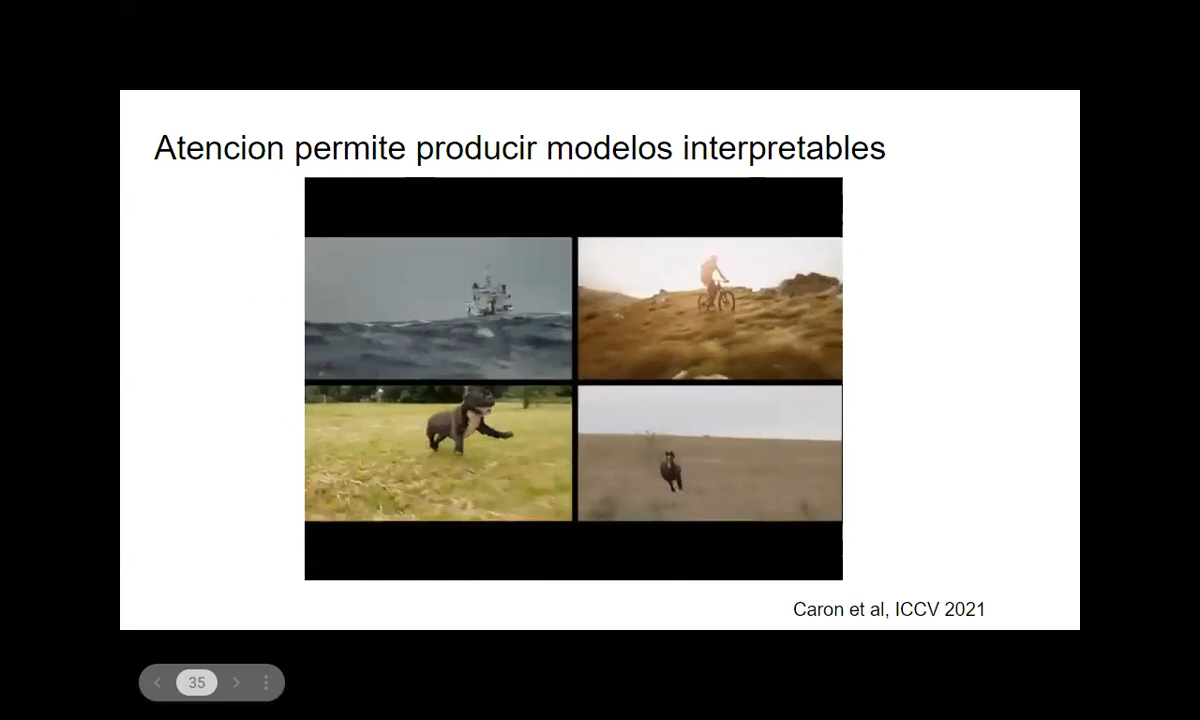 Atencion permite producir modelos interpretables
Caron et al, ICCV 2021
35